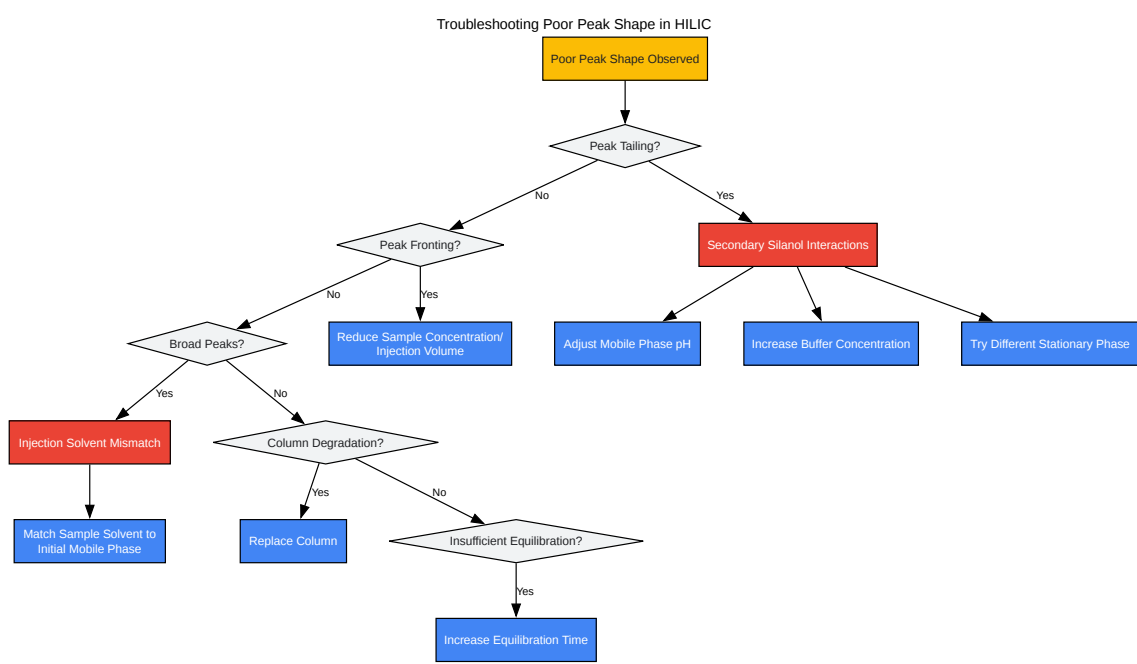 Troubleshooting Poor Peak Shape in HILIC
Poor Peak Shape Observed
Peak Tailing?
No
Yes
Peak Fronting?
Secondary Silanol Interactions
No
Yes
Broad Peaks?
Reduce Sample Concentration/
Injection Volume
Adjust Mobile Phase pH
Increase Buffer Concentration
Try Different Stationary Phase
Yes
No
Injection Solvent Mismatch
Column Degradation?
Yes
No
Match Sample Solvent to
Initial Mobile Phase
Replace Column
Insufficient Equilibration?
Yes
Increase Equilibration Time